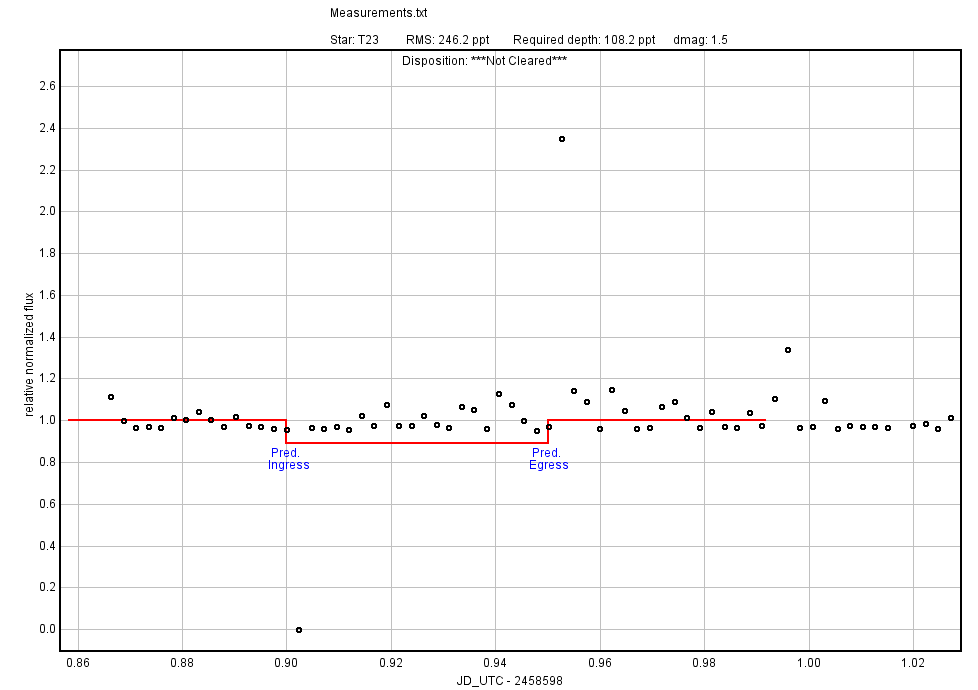 Measurements.txt
Star: T23 RMS: 246.2 ppt Required depth: 108.2 ppt dmag: 1.5
Disposition: ***Not Cleared***
relative normalized flux
2.6
2.4
2.2
2.0
1.8
1.6
1.4
1.2
1.0
0.8
0.6
0.4
0.2
0.0
Pred.
Ingress
Pred.
Egress
0.86 0.88 0.90 0.92 0.94 0.96 0.98 1.00 1.02
JD_UTC - 2458598